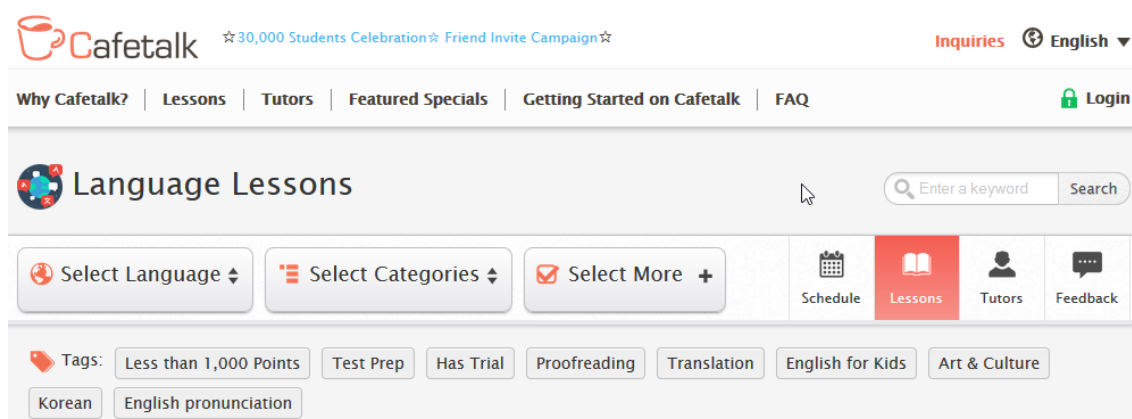 Cafetalk ☆30,000 Students Celebration☆ Friend Invite Campaign☆ Inquiries English ▼
Why Cafetalk? | Lessons | Tutors | Featured Specials | Getting Started on Cafetalk | FAQ Login
Language Lessons Enter a keyword Search
Select Language Select Categories Select More +
Schedule Lessons Tutors Feedback
Tags: Less than 1,000 Points Test Prep Has Trial Proofreading Translation English for Kids Art & Culture
Korean English pronunciation